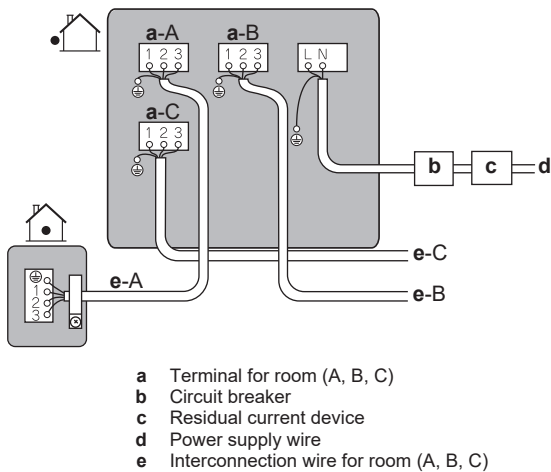 a-A
1 2 3
a-B
1 2 3
L N
a-C
1 2 3
b
c
d
e-C
e-A
e-B
1
2
3
a Terminal for room (A, B, C)
b Circuit breaker
c Residual current device
d Power supply wire
e Interconnection wire for room (A, B, C)